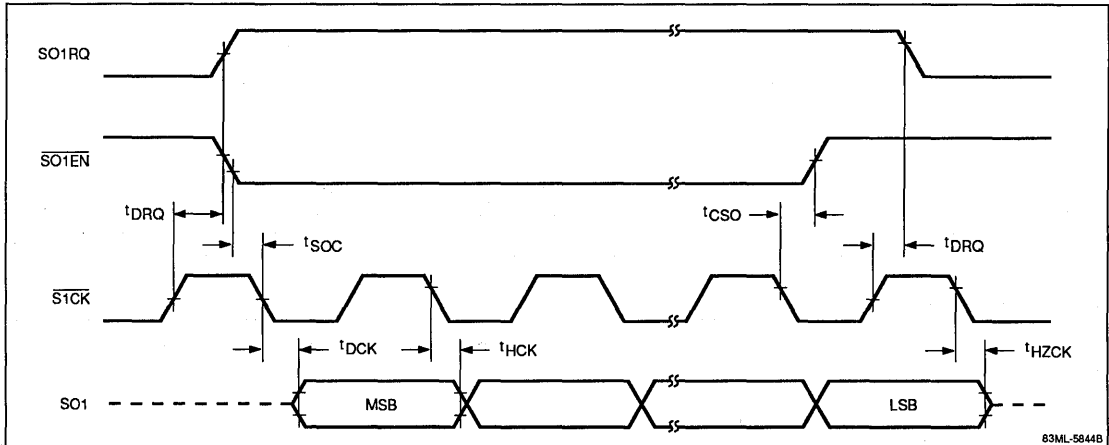 SO1RQ
SO1EN
tDRQ
tSOC
tCSO
tDRQ
S1CK
tDCK
tHCK
tHZCK
SO1
MSB
LSB
83ML-5844B